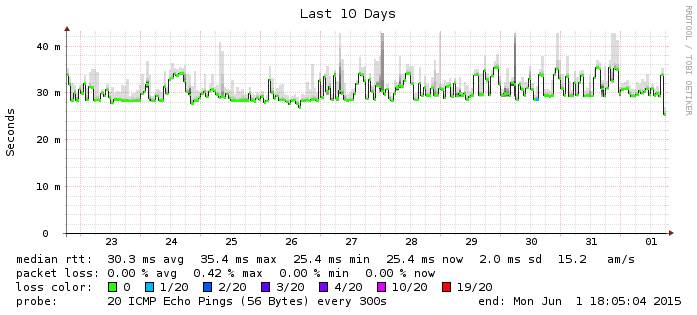 Last 10 Days
RRDTOOL / TOBI OETIKER
Seconds
40 m
30 m
20 m
10 m
0
23 24 25 26 27 28 29 30 31 01
median rtt: 30.3 ms avg 35.4 ms max 25.4 ms min 25.4 ms now 2.0 ms sd 15.2 am/s
packet loss: 0.00 % avg 0.42 % max 0.00 % min 0.00 % now
loss color: 0 1/20 2/20 3/20 4/20 10/20 19/20
probe: 20 ICMP Echo Pings (56 Bytes) every 300s end: Mon Jun 1 18:05:04 2015